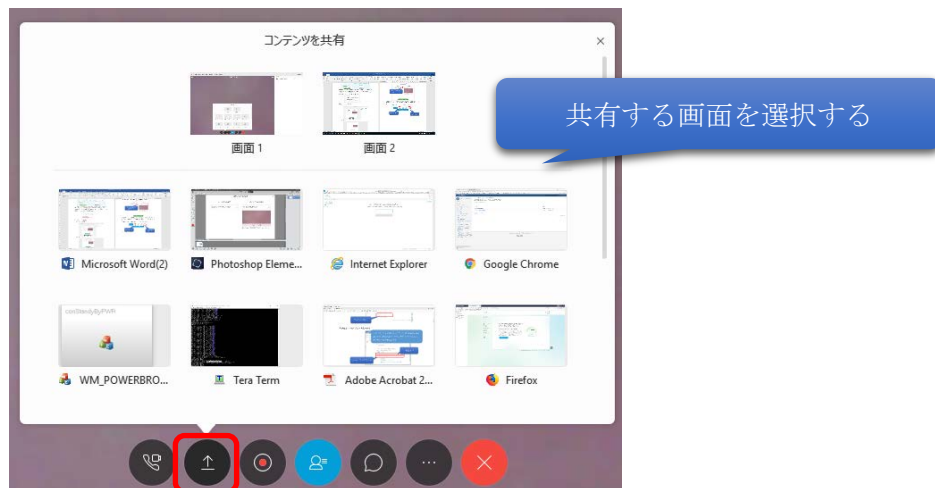 コンテンツを共有
共有する画面を選択する
画面 1
画面 2
Microsoft Word(2)
Photoshop Eleme...
Internet Explorer
Google Chrome
WM_POWERBRO...
Tera Term
Adobe Acrobat 2...
Firefox